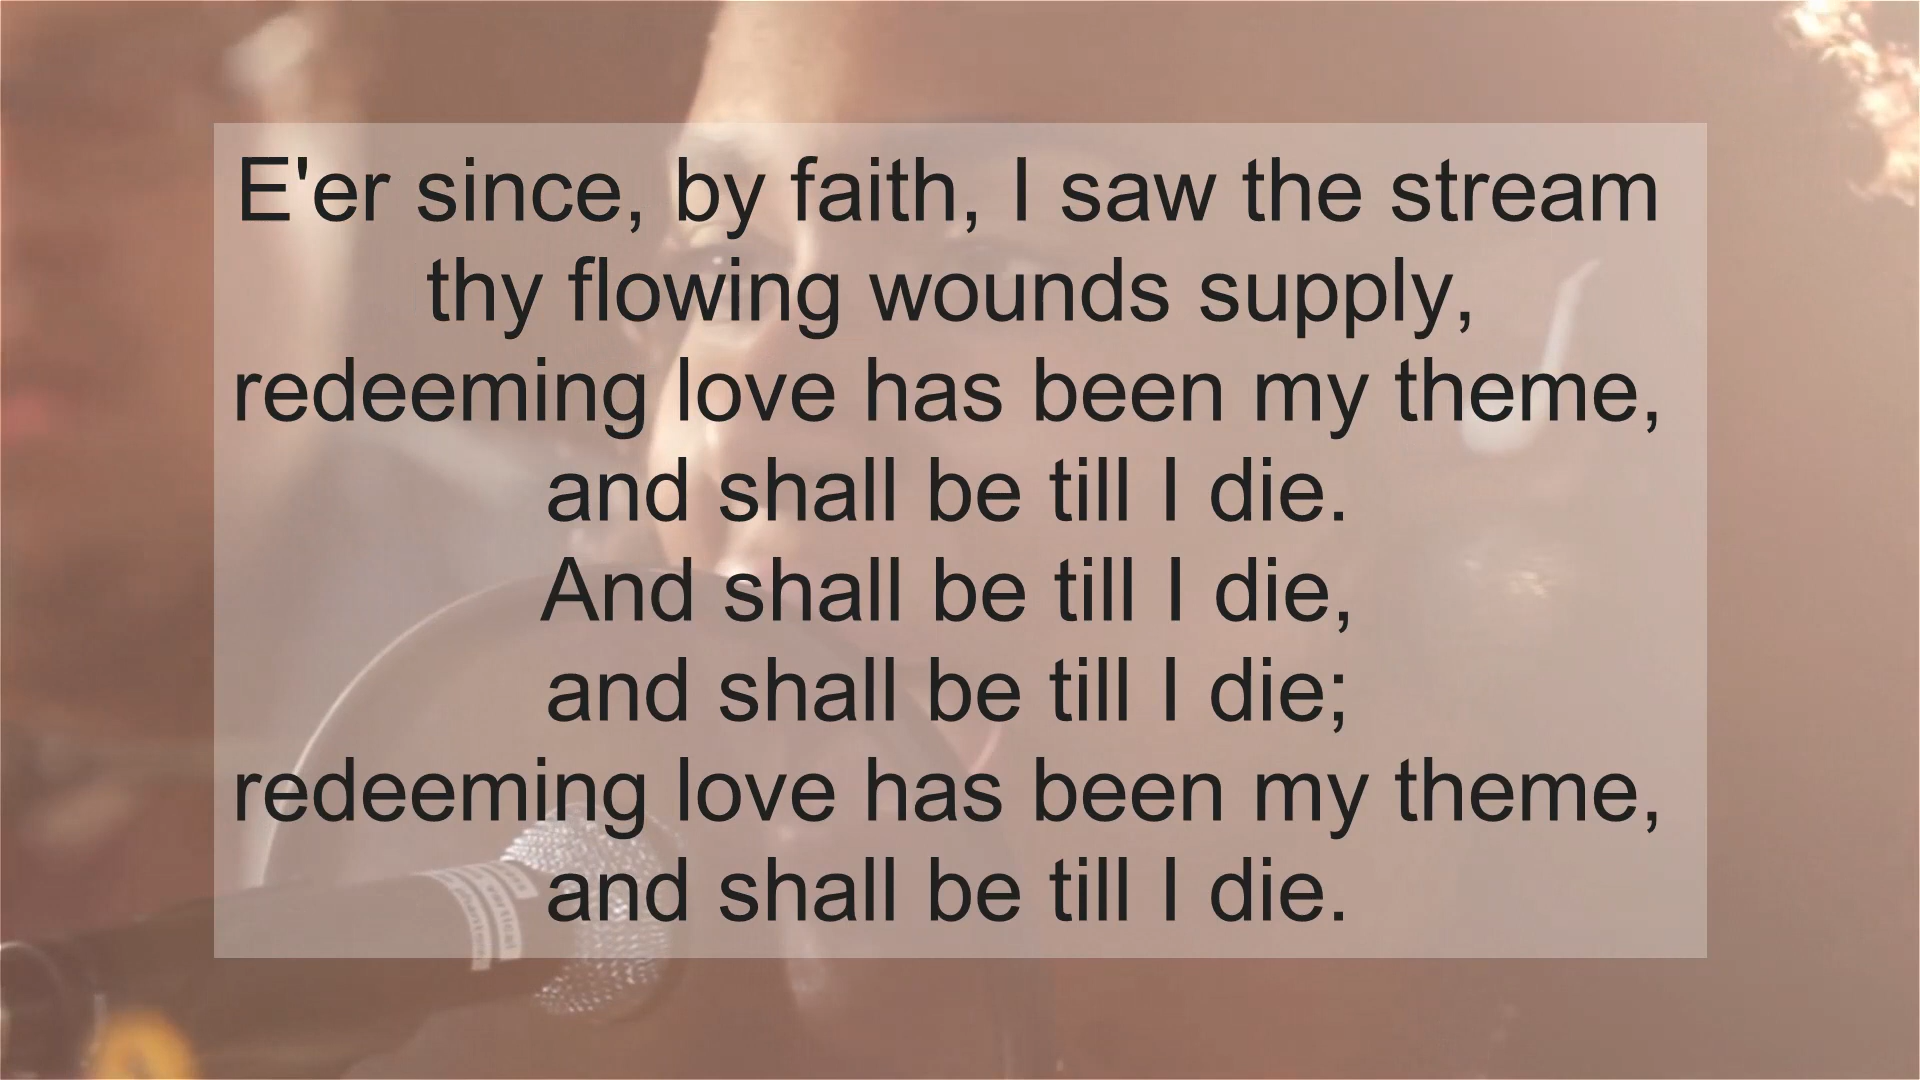 E'er since, by faith, I saw the stream
thy flowing wounds supply,
redeeming love has been my theme,
and shall be till I die.
And shall be till I die,
and shall be till I die;
redeeming love has been my theme,
and shall be till I die.